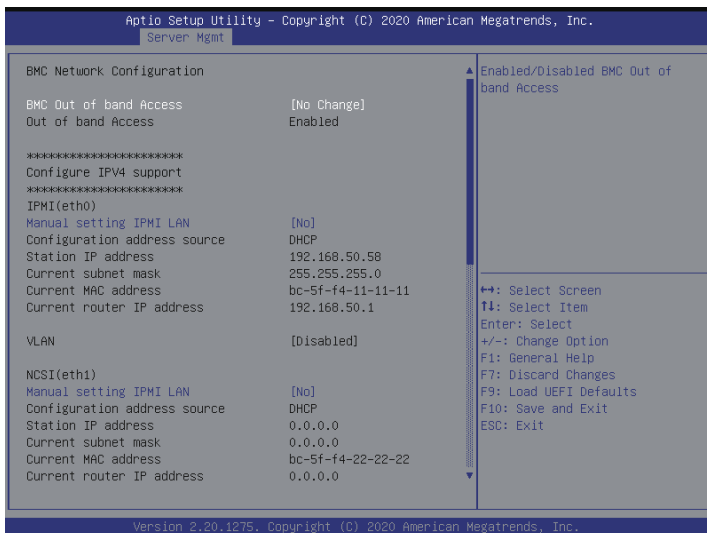 Aptio Setup Utility – Copyright (C) 2020 American Megatrends, Inc.
Server Mgmt
BMC Network Configuration
BMC Out of band Access [No Change]
Out of band Access Enabled
***********************
Configure IPV4 support
***********************
IPMI(eth0)
Manual setting IPMI LAN [No]
Configuration address source DHCP
Station IP address 192.168.50.58
Current subnet mask 255.255.255.0
Current MAC address bc-5f-f4-11-11-11
Current router IP address 192.168.50.1
VLAN [Disabled]
NCSI(eth1)
Manual setting IPMI LAN [No]
Configuration address source DHCP
Station IP address 0.0.0.0
Current subnet mask 0.0.0.0
Current MAC address bc-5f-f4-22-22-22
Current router IP address 0.0.0.0
Enabled/Disabled BMC Out of
band Access
↔: Select Screen
↑↓: Select Item
Enter: Select
+/-: Change Option
F1: General Help
F7: Discard Changes
F9: Load UEFI Defaults
F10: Save and Exit
ESC: Exit
Version 2.20.1275. Copyright (C) 2020 American Megatrends, Inc.